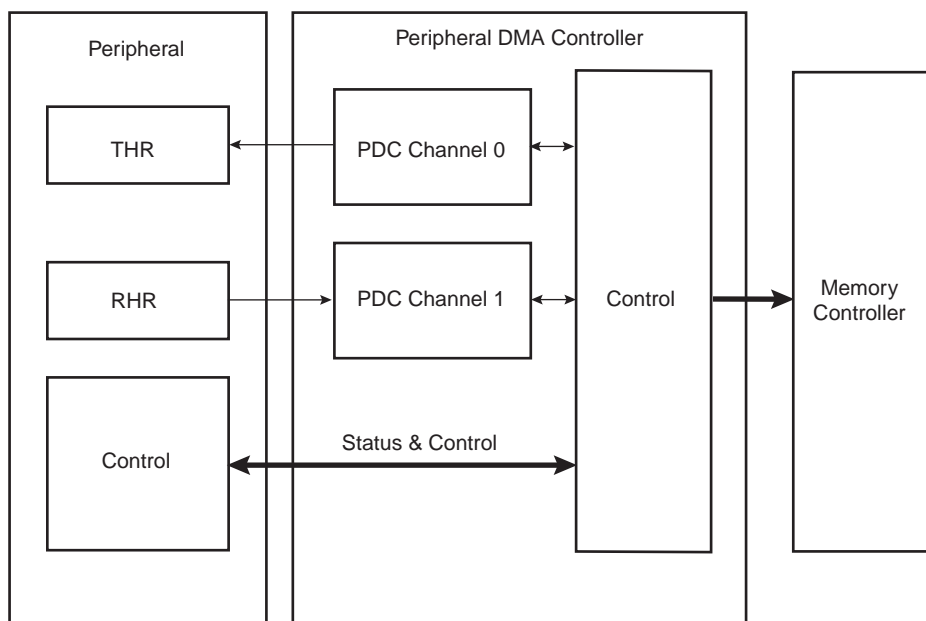 Peripheral
Peripheral DMA Controller
THR
PDC Channel 0
RHR
PDC Channel 1
Control
Memory
Controller
Control
Status & Control